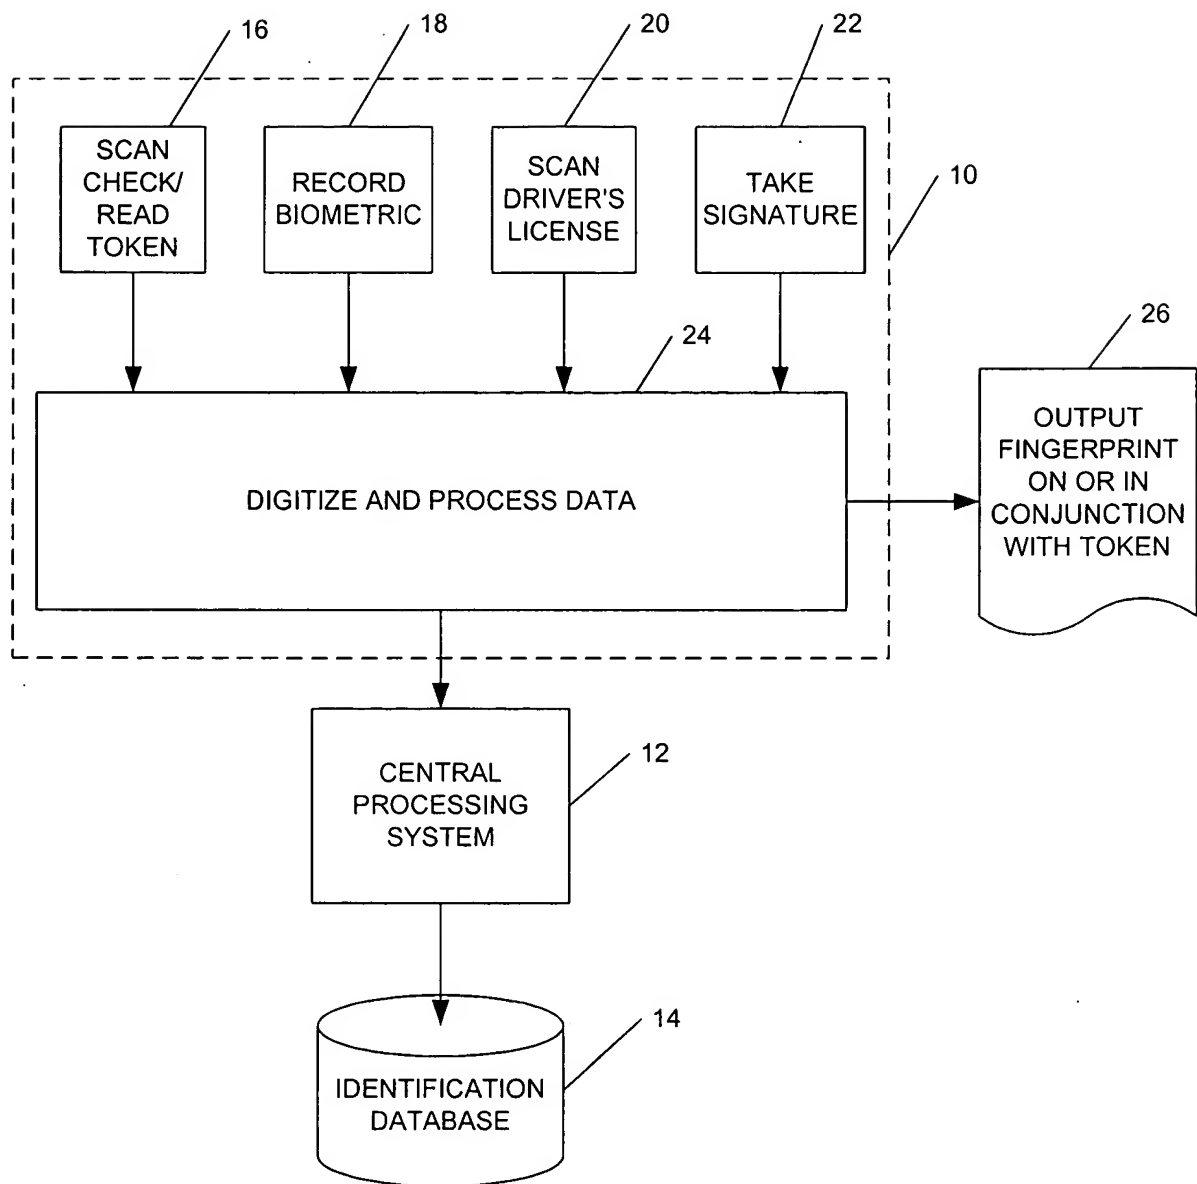 16
18
20
22
SCAN
CHECK/
READ
TOKEN
RECORD
BIOMETRIC
SCAN
DRIVER'S
LICENSE
TAKE
SIGNATURE
10
24
26
DIGITIZE AND PROCESS DATA
OUTPUT
FINGERPRINT
ON OR IN
CONJUNCTION
WITH TOKEN
12
CENTRAL
PROCESSING
SYSTEM
14
IDENTIFICATION
DATABASE